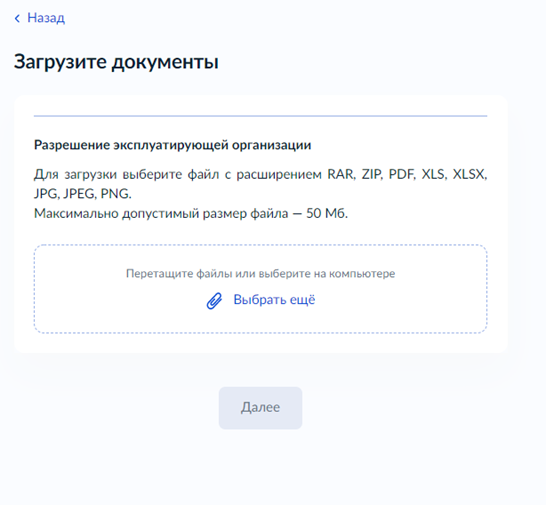 Назад
Загрузите документы
Разрешение эксплуатирующей организации
Для загрузки выберите файл с расширением RAR, ZIP, PDF, XLS, XLSX,
JPG, JPEG, PNG.
Максимально допустимый размер файла — 50 Мб.
Перетащите файлы или выберите на компьютере
Выбрать ещё
Далее